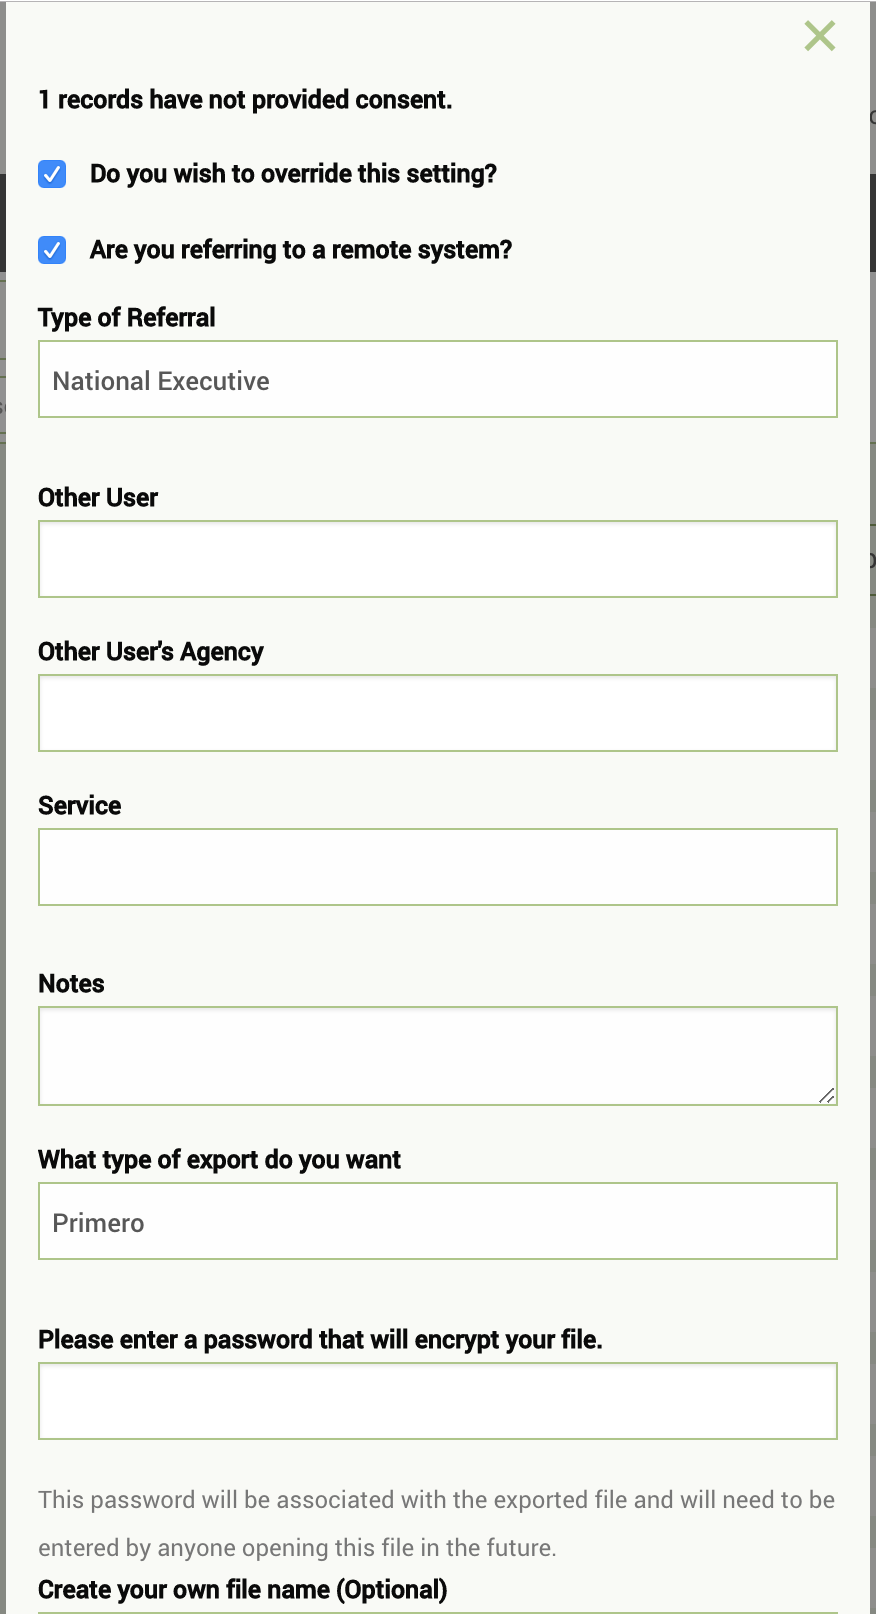 1 records have not provided consent.
Do you wish to override this setting?
Are you referring to a remote system?
Type of Referral
National Executive
Other User
Other User's Agency
Service
Notes
What type of export do you want
Primero
Please enter a password that will encrypt your file.
This password will be associated with the exported file and will need to be
entered by anyone opening this file in the future.
Create your own file name (Optional)